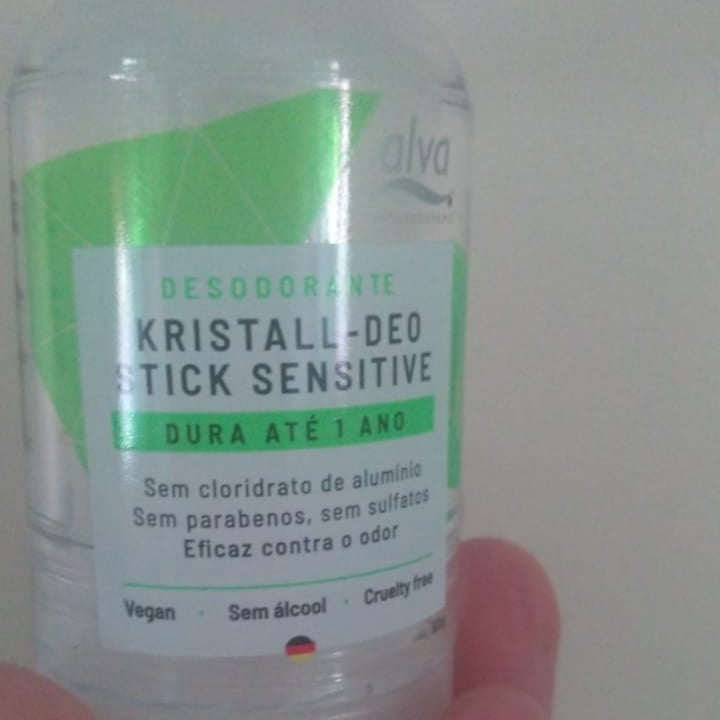 alva
DESODORANTE
KRISTALL-DEO
STICK SENSITIVE
DURA ATÉ 1 ANO
Sem cloridrato de alumínio
Sem parabenos, sem sulfatos
Eficaz contra o odor
Vegan · Sem álcool · Cruelty free